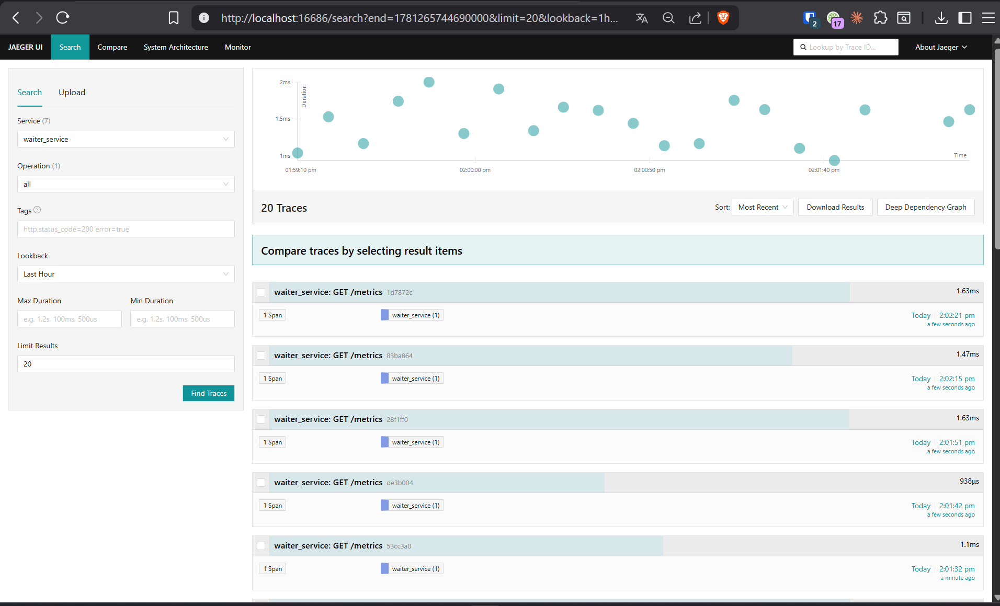 http://localhost:16686/search?end=1781265744690000&limit=20&lookback=1h...
2
17
JAEGER UI
Search
Compare
System Architecture
Monitor
Lookup by Trace ID...
About Jaeger
Search
Upload
Service (7)
waiter_service
Operation (1)
all
Tags
http.status_code=200 error=true
Lookback
Last Hour
Max Duration
Min Duration
e.g. 1.2s, 100ms, 500us
e.g. 1.2s, 100ms, 500us
Limit Results
20
Find Traces
2ms
1.5ms
1ms
Duration
Time
01:59:10 pm
02:00:00 pm
02:00:50 pm
02:01:40 pm
20 Traces
Sort:
Most Recent
Download Results
Deep Dependency Graph
Compare traces by selecting result items
waiter_service: GET /metrics 1d7872c
1.63ms
1 Span
waiter_service (1)
Today 2:02:21 pm
a few seconds ago
waiter_service: GET /metrics 83ba864
1.47ms
1 Span
waiter_service (1)
Today 2:02:15 pm
a few seconds ago
waiter_service: GET /metrics 28f1ff0
1.63ms
1 Span
waiter_service (1)
Today 2:01:51 pm
a few seconds ago
waiter_service: GET /metrics de3b004
938μs
1 Span
waiter_service (1)
Today 2:01:42 pm
a few seconds ago
waiter_service: GET /metrics 53cc3a0
1.1ms
1 Span
waiter_service (1)
Today 2:01:32 pm
a minute ago